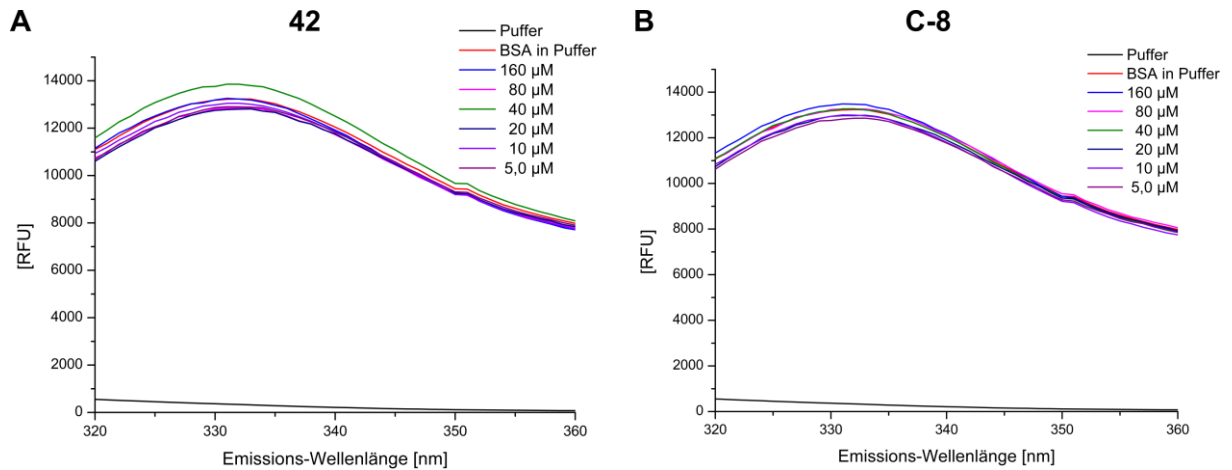 A
42
Puffer
BSA in Puffer
160 µM
80 µM
40 µM
20 µM
10 µM
5,0 µM
14000
12000
10000
8000
6000
4000
2000
0
[RFU]
320
330
340
350
360
Emissions-Wellenlänge [nm]
B
C-8
Puffer
BSA in Puffer
160 µM
80 µM
40 µM
20 µM
10 µM
5,0 µM
14000
12000
10000
8000
6000
4000
2000
0
[RFU]
320
330
340
350
360
Emissions-Wellenlänge [nm]